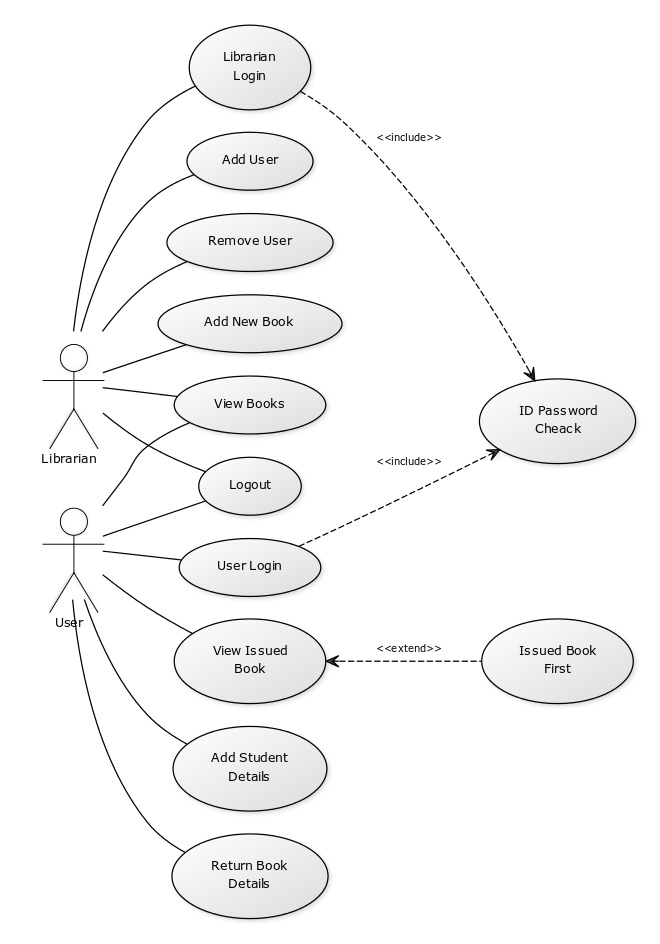 Librarian
Login
<<include>>
Add User
Remove User
Add New Book
View Books
ID Password
Cheack
Librarian
<<include>>
Logout
User Login
User
View Issued
Book
<<extend>>
Issued Book
First
Add Student
Details
Return Book
Details